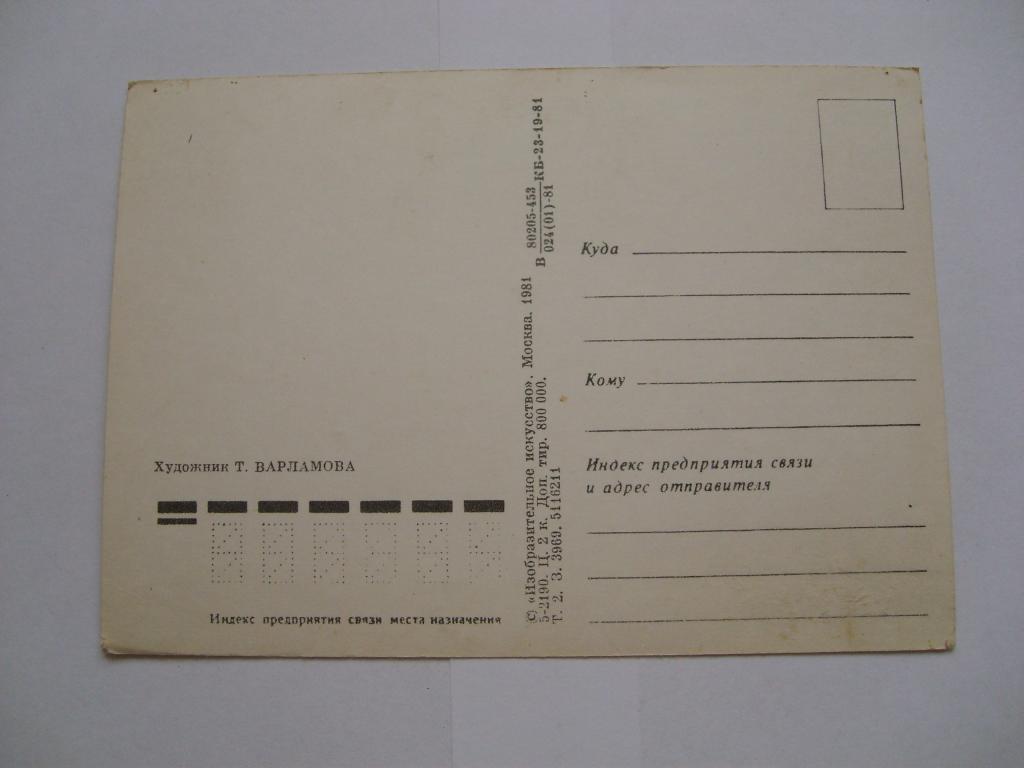 Художник Т. ВАРЛАМОВА
Индекс предприятия связи места назначения
© «Изобразительное искусство». Москва. 1981
5-2190. Ц. 2 к. Доп. тир. 800 000.
Т. 2. З. 3969. 5116211
В 80205-453 КБ-23-19-81
024(01)-81
Куда
Кому
Индекс предприятия связи
и адрес отправителя